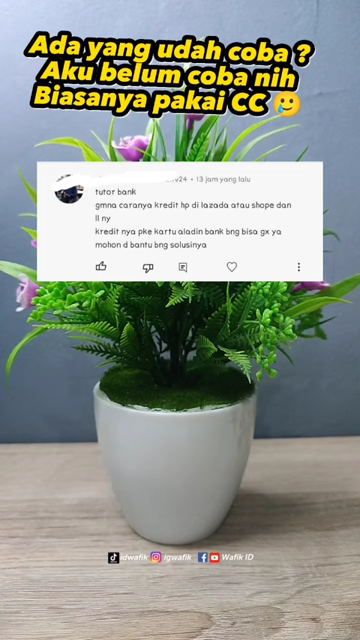 Ada yang udah coba ?
Aku belum coba nih
Biasanya pakai CC 🥲
v24 • 13 jam yang lalu
tutor bank
gmna caranya kredit hp di lazada atau shope dan
ll ny
kredit nya pke kartu aladin bank bng bisa gx ya
mohon d bantu bng solusinya
idwafik igwafik Wafik ID